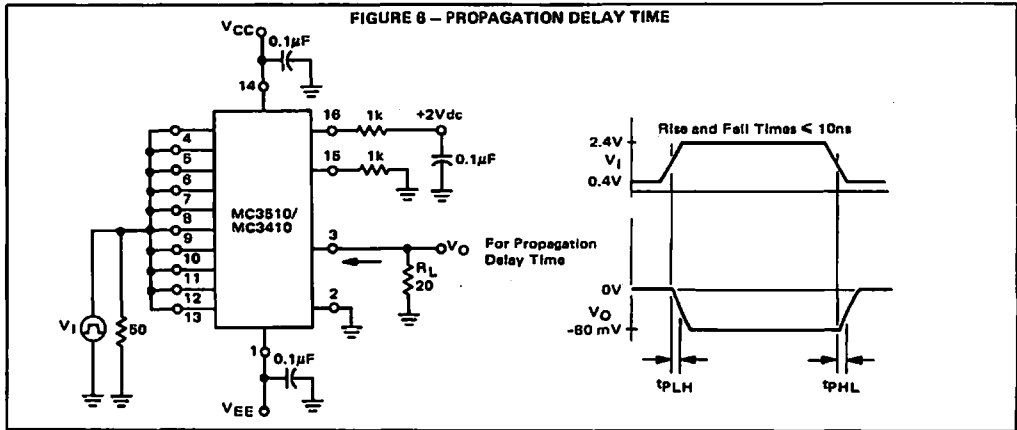 FIGURE 6 – PROPAGATION DELAY TIME
VCC
0.1μF
14
16
1k
+2Vdc
0.1μF
15
1k
4
5
6
7
8
9
10
11
12
13
MC3510/
MC3410
3
VO
For Propagation
Delay Time
RL
20
2
VI
50
1
0.1μF
VEE
Rise and Fall Times ≤ 10ns
2.4V
VI
0.4V
0V
VO
-80 mV
tPLH
tPHL